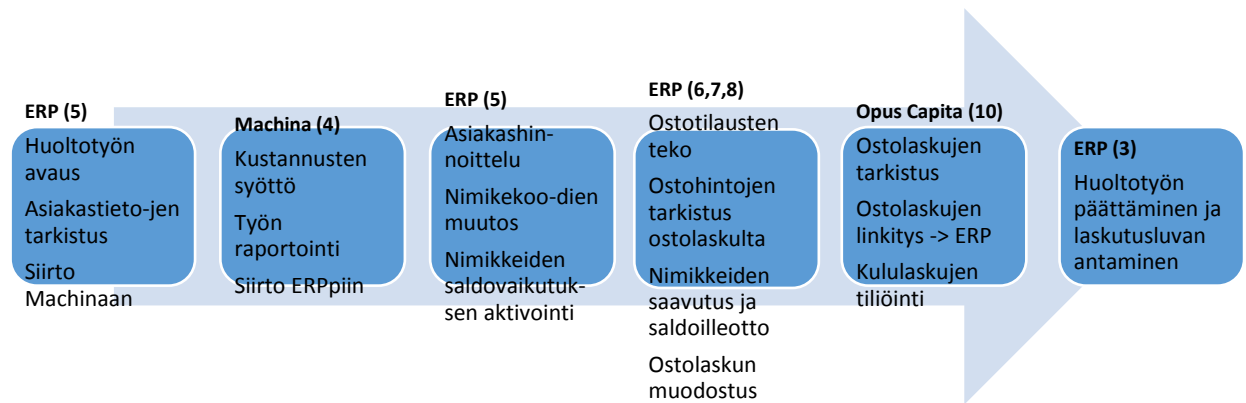 ERP (5)
Huoltotyön
avaus
Asiakastieto-jen
tarkistus
Siirto
Machinaan
Machina (4)
Kustannusten
syöttö
Työn
raportointi
Siirto ERPpiin
ERP (5)
Asiakashin-
noittelu
Nimikekoo-dien
muutos
Nimikkeiden
saldovaikutuk-
sen aktivointi
ERP (6,7,8)
Ostotilausten
teko
Ostohintojen
tarkistus
ostolaskulta
Nimikkeiden
saavutus ja
saldoilleotto
Ostolaskun
muodostus
Opus Capita (10)
Ostolaskujen
tarkistus
Ostolaskujen
linkitys -> ERP
Kululaskujen
tiliöinti
ERP (3)
Huoltotyön
päättäminen ja
laskutusluvan
antaminen